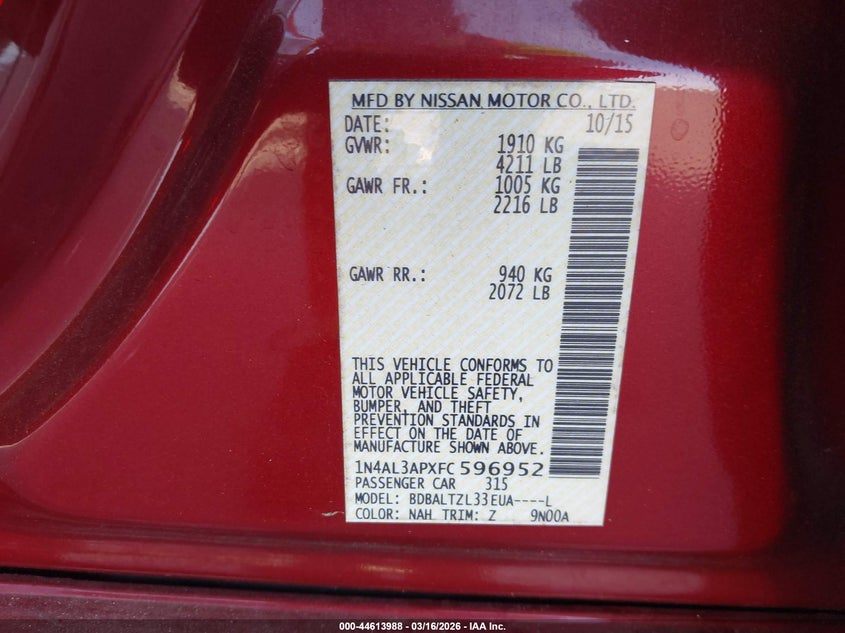 MFD BY NISSAN MOTOR CO., LTD.
DATE: 10/15
GVWR: 1910 KG
4211 LB
GAWR FR.: 1005 KG
2216 LB
GAWR RR.: 940 KG
2072 LB
THIS VEHICLE CONFORMS TO
ALL APPLICABLE FEDERAL
MOTOR VEHICLE SAFETY,
BUMPER, AND THEFT
PREVENTION STANDARDS IN
EFFECT ON THE DATE OF
MANUFACTURE SHOWN ABOVE.
1N4AL3APXFC596952
PASSENGER CAR 315
MODEL: BDBALTZL33EUA----L
COLOR: NAH TRIM: Z 9N00A
000-44613988 - 03/16/2026 - IAA Inc.